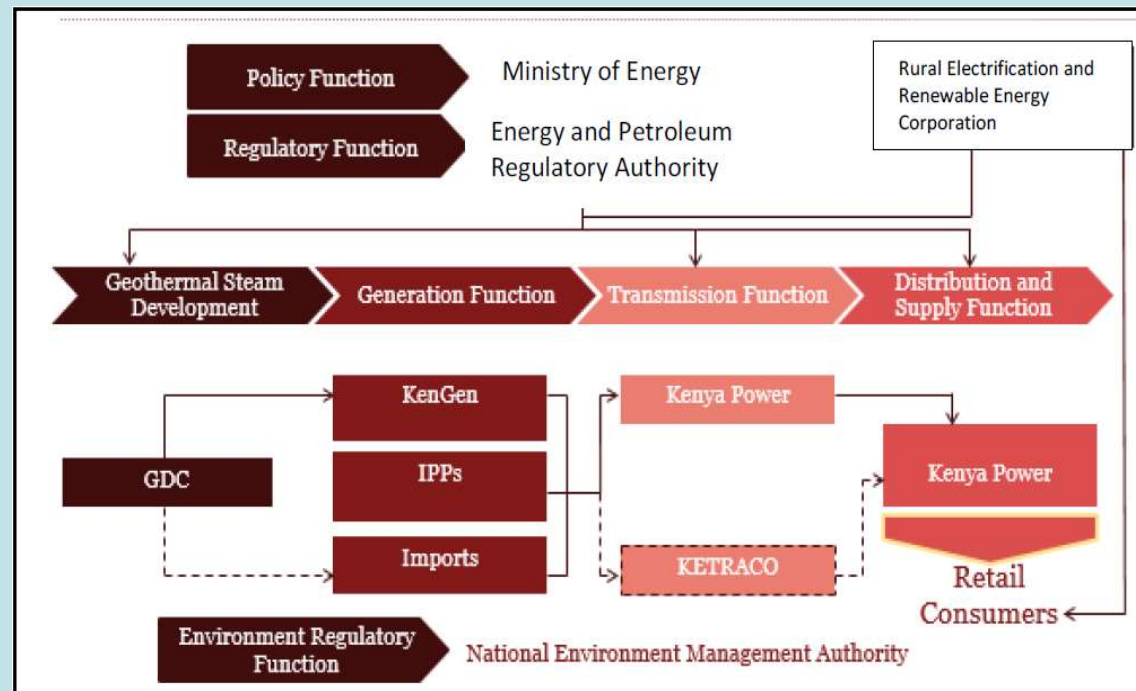 Policy Function
Ministry of Energy
Rural Electrification and
Renewable Energy
Corporation
Regulatory Function
Energy and Petroleum
Regulatory Authority
Geothermal Steam
Development
Generation Function
Transmission Function
Distribution and
Supply Function
KenGen
Kenya Power
GDC
IPPs
Kenya Power
Imports
KETRACO
Retail
Consumers
Environment Regulatory
Function
National Environment Management Authority